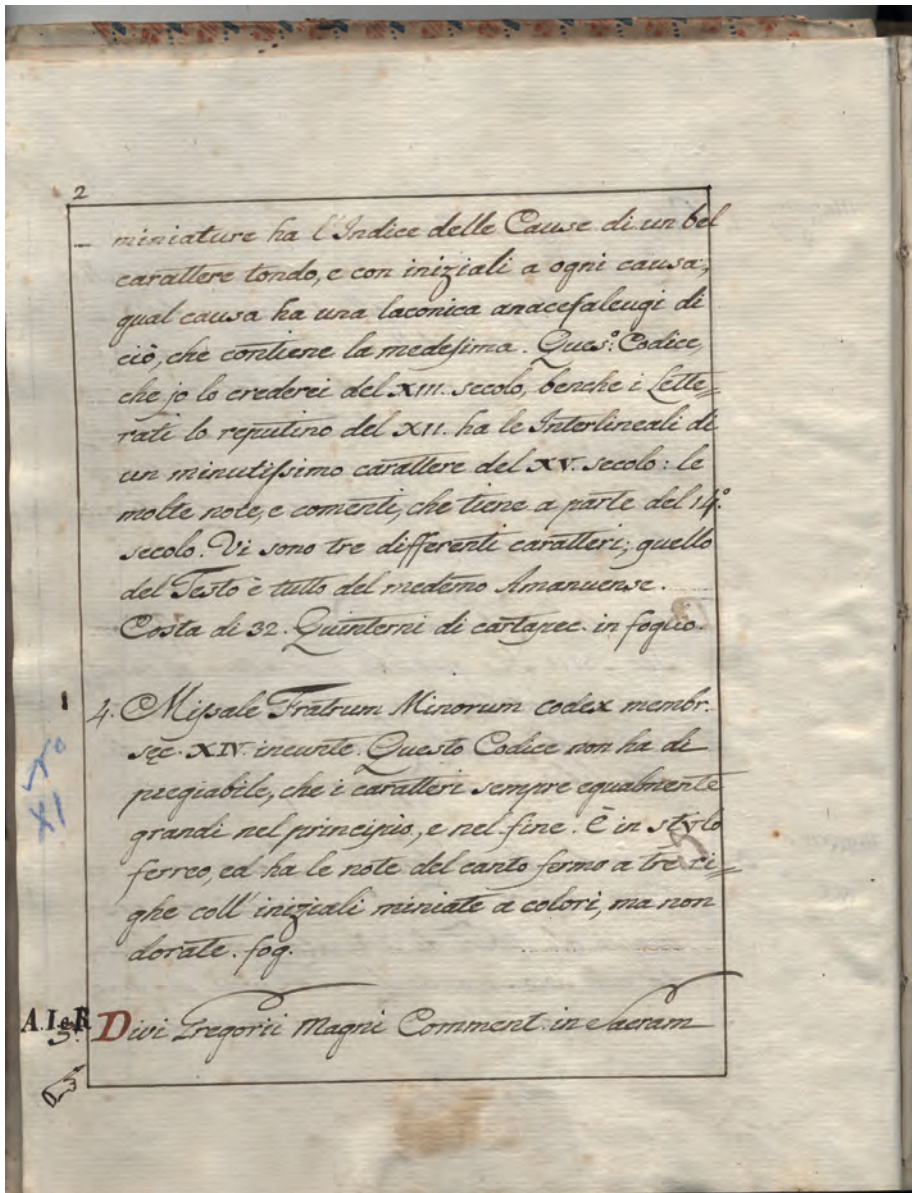 2
miniature ha l'Indice delle Cause di un bel
carattere tondo, e con iniziali a ogni causa,
qual causa ha una laconica anacefaleugi di
ciò, che contiene la medesima. Ques.º Codice,
che jo lo crederei del XIII. secolo, benche i Lette=
rati lo reputino del XII. ha le Interlineali di
un minutissimo carattere del XV. secolo: le
molte note, e comenti, che tiene a parte del 14.º
secolo. Vi sono tre differenti caratteri; quello
del Testo è tutto del medemo Amanuense.
Costa di 32. Quinterni di cartapec. in foglio.
1 4. Missale Fratrum Minorum codex membr.
sęc. XIV. ineunte. Questo Codice non ha di
pregiabile, che i caratteri sempre egualmente
grandi nel principio, e nel fine. È in stylo
ferreo, ed ha le note del canto fermo a tre ri=
ghe coll' iniziali miniate a colori, ma non
dorate. fog.
5. Divi Gregorii Magni Comment. in Sacram